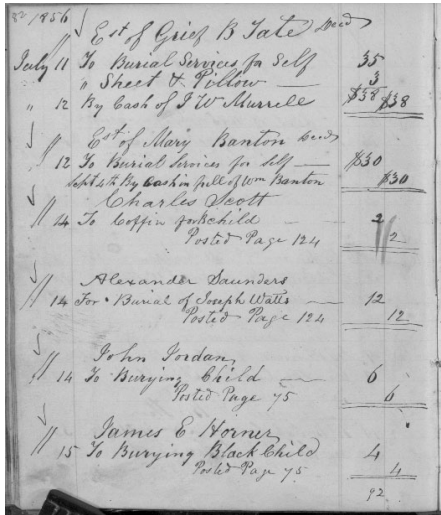 82 1856
" Est of Grief B Tate Decd
July 11 To Burial Services for Self 35
" Sheet & Pillow — 3
" 12 By Cash of F W Murrell $38 $38
" Est of Mary Banton Decd
12 To Burial Services for Self — $30
Sept 4th By Cash in full of Wm Banton $30
" Charles Scott
14 To Coffin for Bchild — 2
Posted Page 124 2
Alexander Saunders
" 14 For Burial of Joseph Watts — 12
Posted Page 124 12
John Jordan
" 14 To Burying Child — 6
Posted Page 75 6
James E Horner
" 15 To Burying Black Child 4
Posted Page 75 4
92